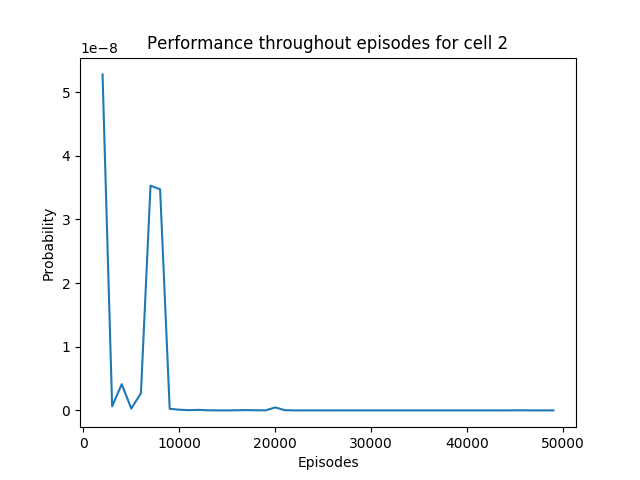 Performance throughout episodes for cell 2
1e−8
5
4
3
2
1
0
Probability
0 10000 20000 30000 40000 50000
Episodes